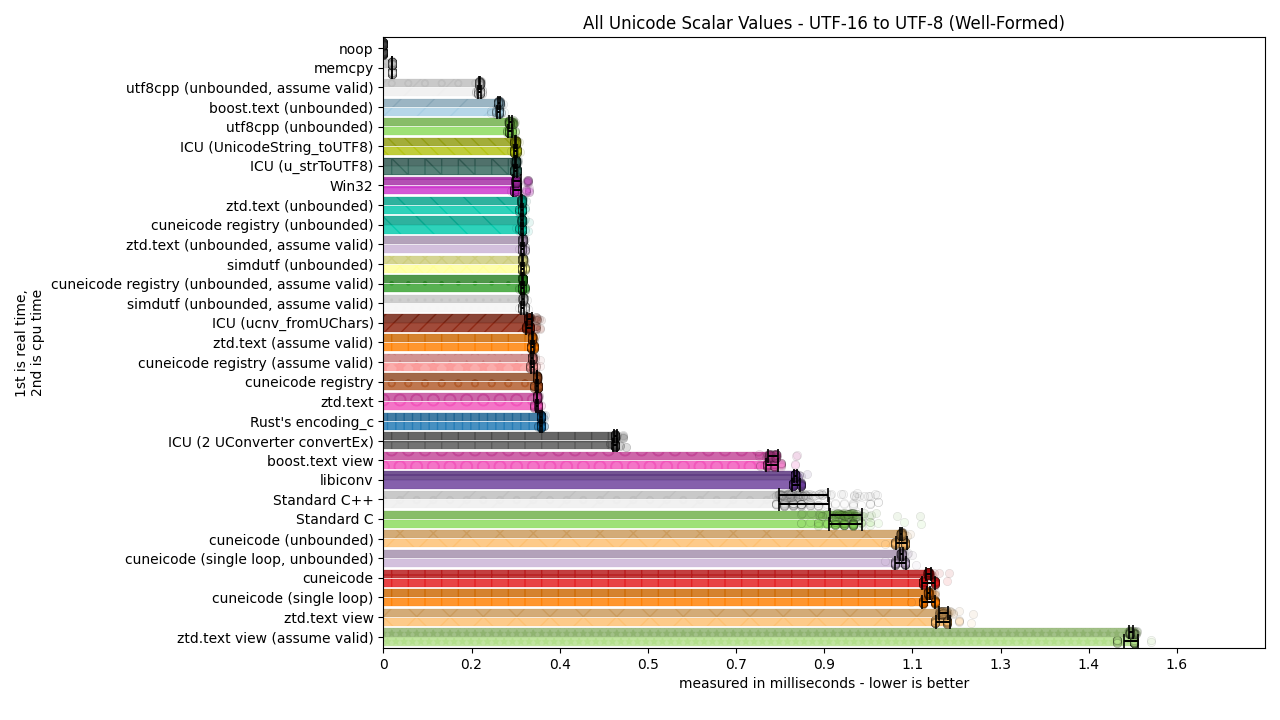 All Unicode Scalar Values - UTF-16 to UTF-8 (Well-Formed)
noop
memcpy
utf8cpp (unbounded, assume valid)
boost.text (unbounded)
utf8cpp (unbounded)
ICU (UnicodeString_toUTF8)
ICU (u_strToUTF8)
Win32
ztd.text (unbounded)
cuneicode registry (unbounded)
ztd.text (unbounded, assume valid)
simdutf (unbounded)
cuneicode registry (unbounded, assume valid)
simdutf (unbounded, assume valid)
ICU (ucnv_fromUChars)
ztd.text (assume valid)
cuneicode registry (assume valid)
cuneicode registry
ztd.text
Rust's encoding_c
ICU (2 UConverter convertEx)
boost.text view
libiconv
Standard C++
Standard C
cuneicode (unbounded)
cuneicode (single loop, unbounded)
cuneicode
cuneicode (single loop)
ztd.text view
ztd.text view (assume valid)
1st is real time,
2nd is cpu time
0 0.2 0.4 0.5 0.7 0.9 1.1 1.3 1.4 1.6
measured in milliseconds - lower is better